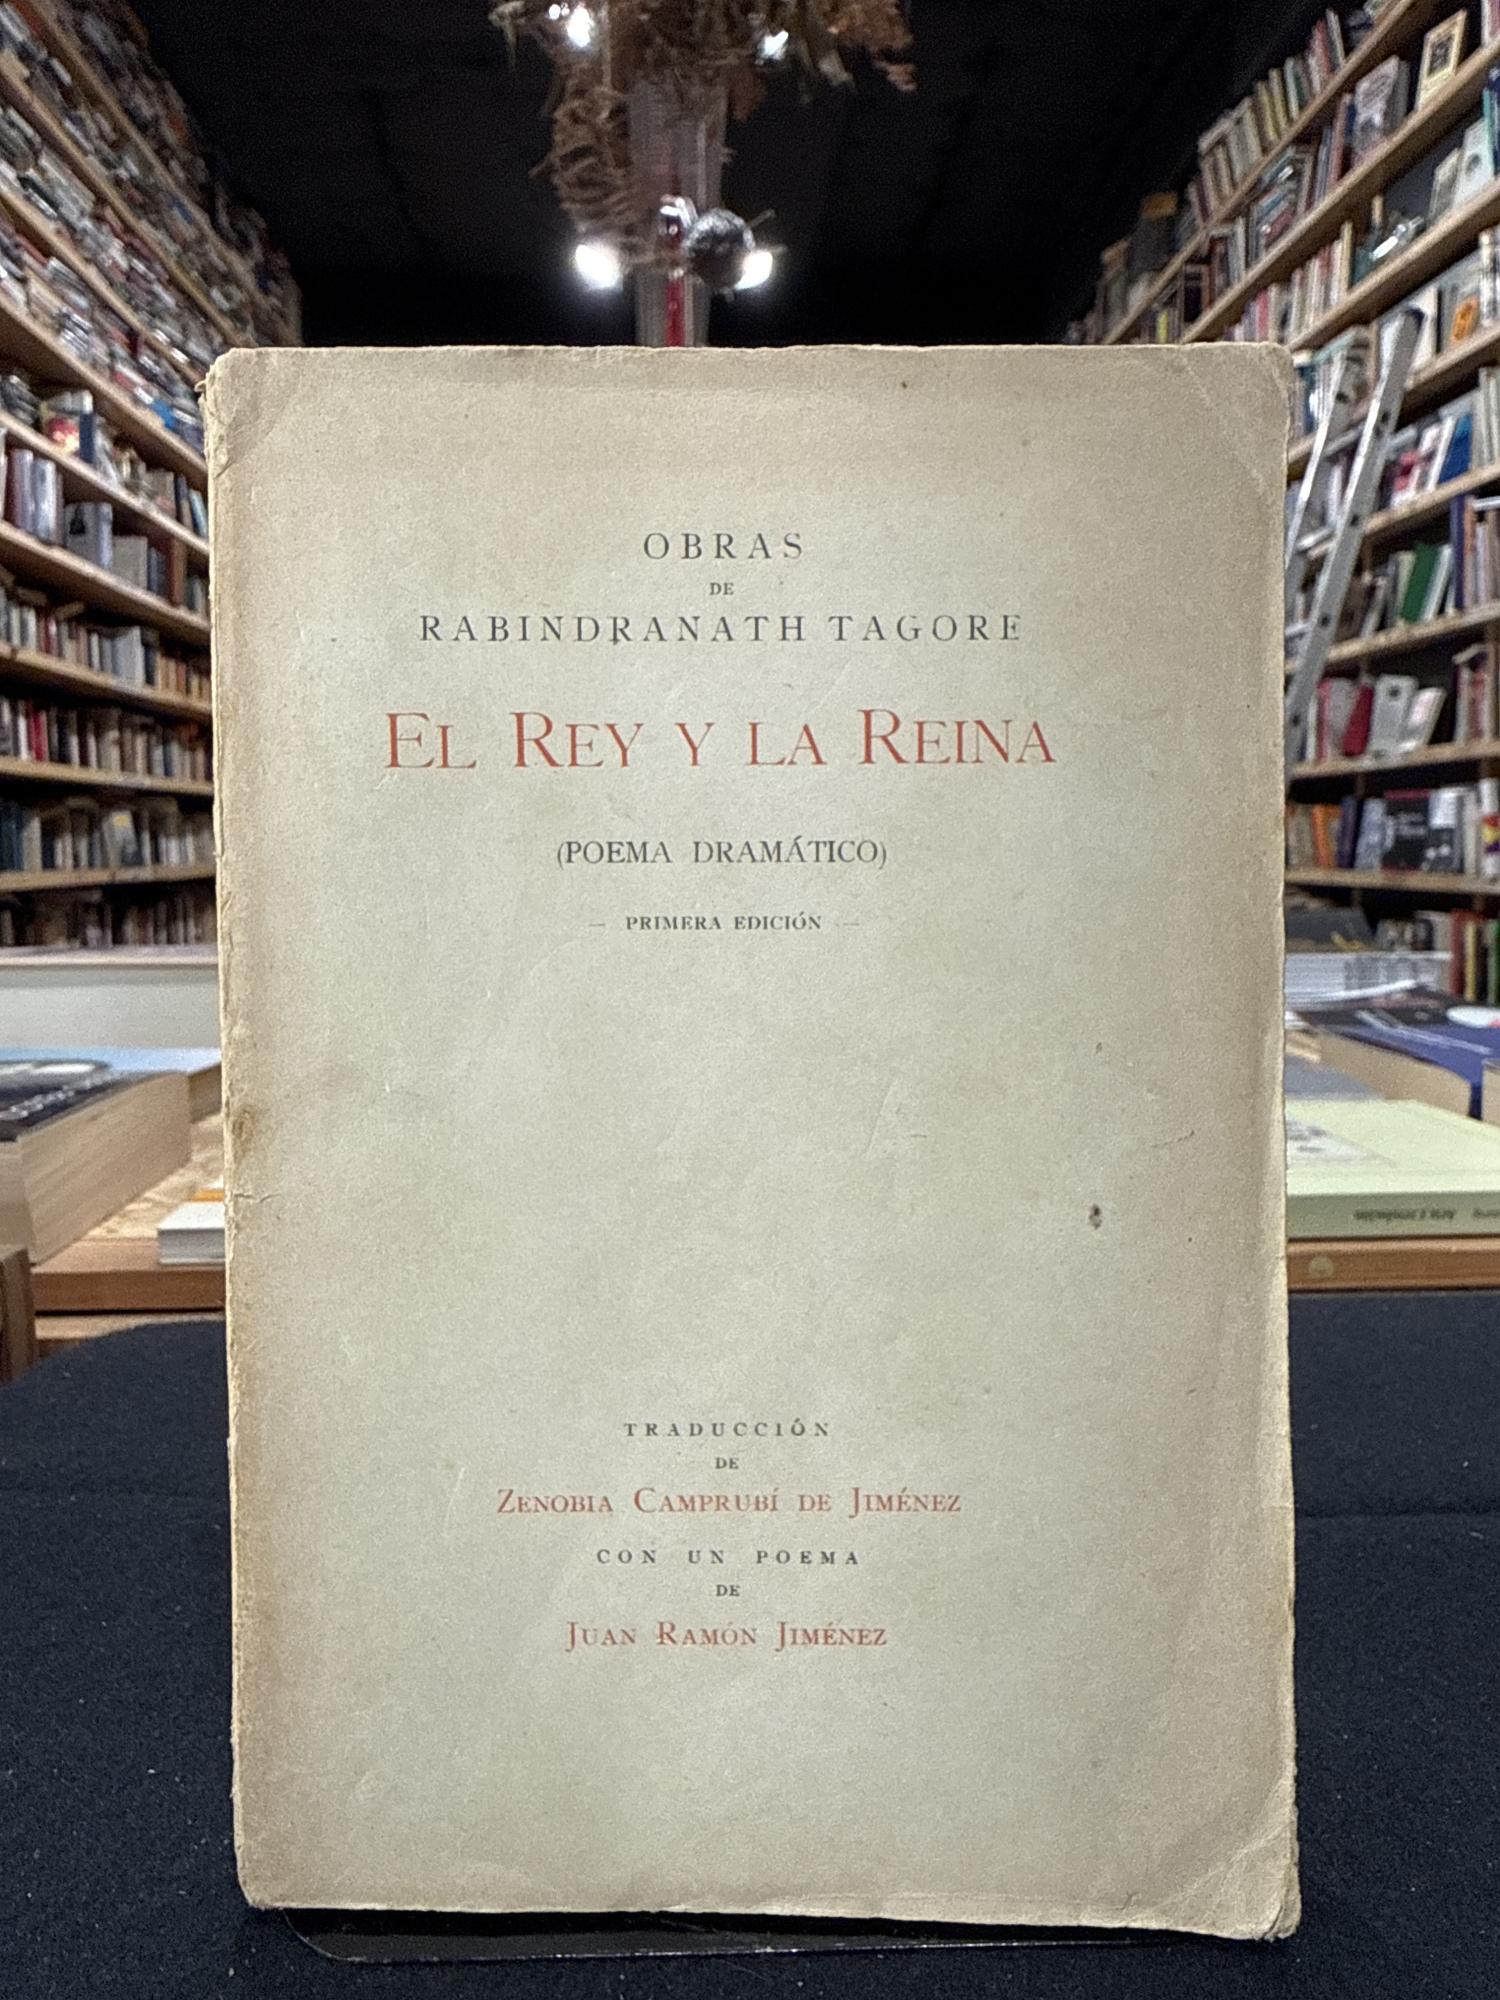 OBRAS
DE
RABINDRANATH TAGORE
EL REY Y LA REINA
(POEMA DRAMÁTICO)
— PRIMERA EDICIÓN —
TRADUCCIÓN
DE
ZENOBIA CAMPRUBÍ DE JIMÉNEZ
CON UN POEMA
DE
JUAN RAMÓN JIMÉNEZ